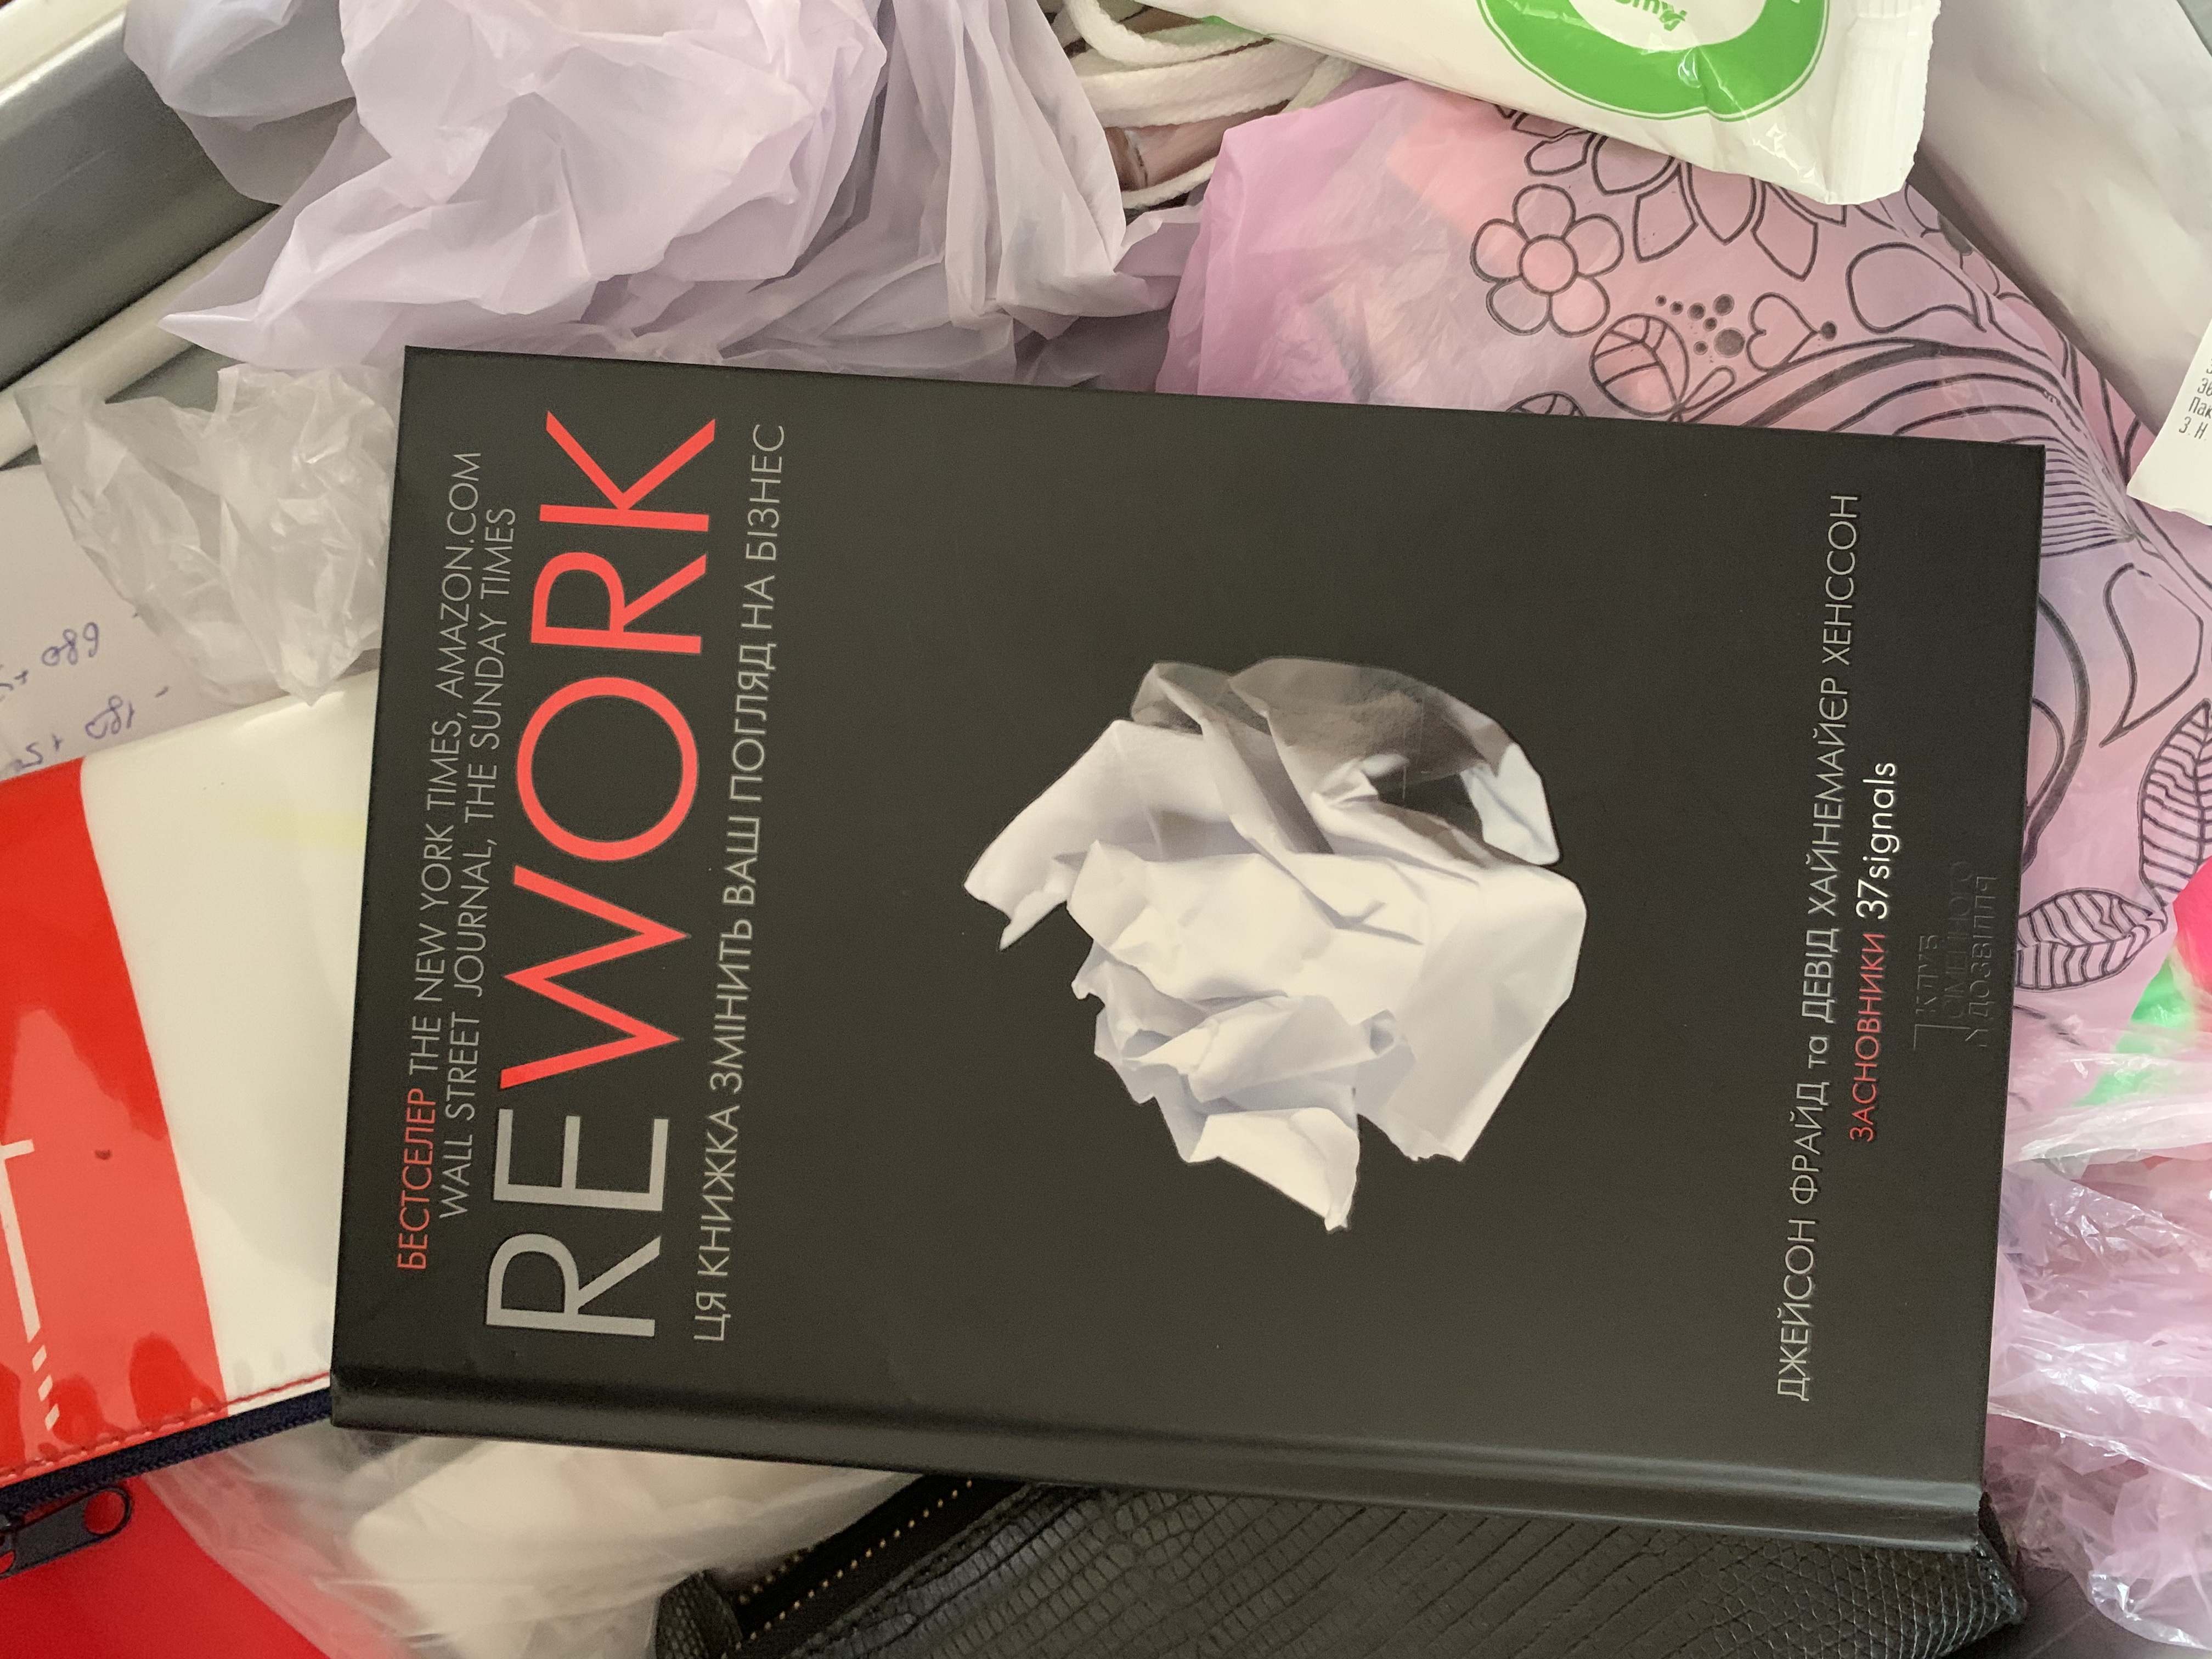 БЕСТСЕЛЕР THE NEW YORK TIMES, AMAZON.COM
WALL STREET JOURNAL, THE SUNDAY TIMES
REWORK
ЦЯ КНИЖКА ЗМІНИТЬ ВАШ ПОГЛЯД НА БІЗНЕС
ДЖЕЙСОН ФРАЙД та ДЕВІД ХАЙНЕМАЙЄР ХЕНССОН
ЗАСНОВНИКИ 37signals
КЛУБ
СІМЕЙНОГО
ДОЗВІЛЛЯ